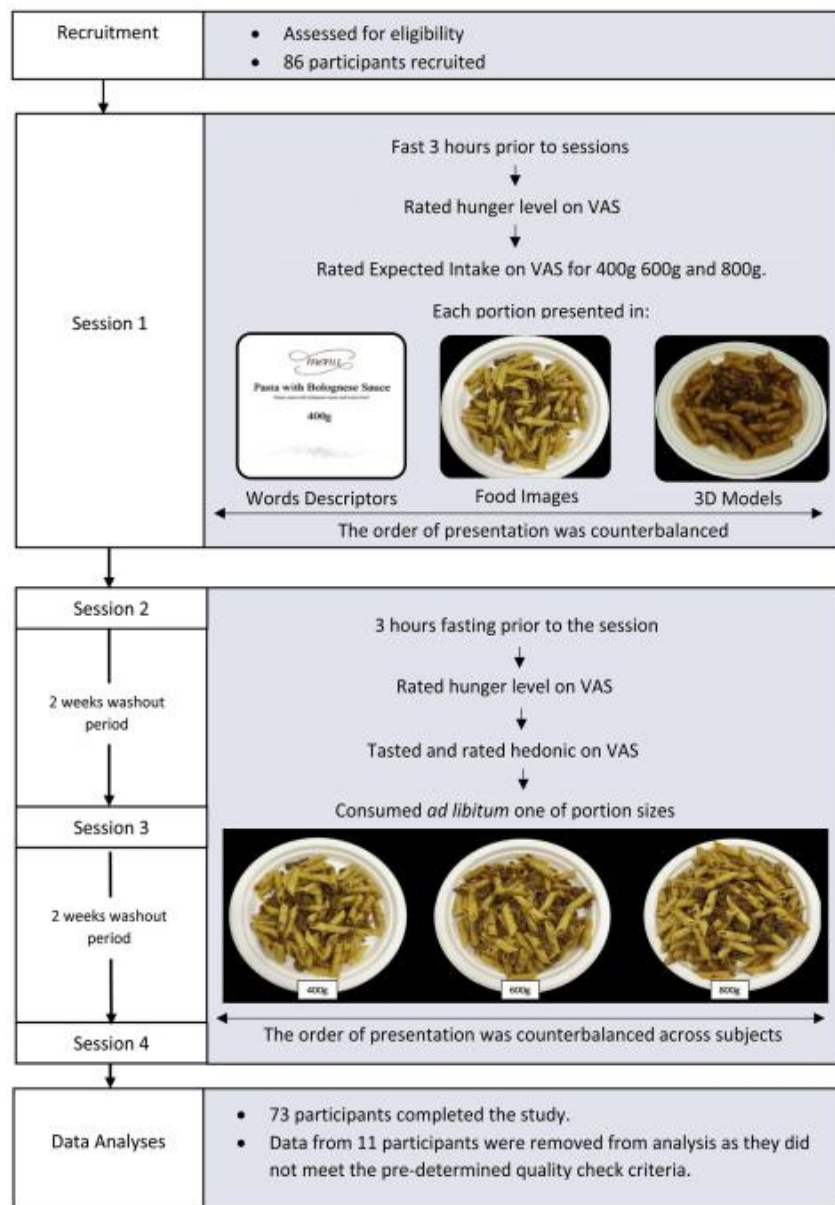 Recruitment
• Assessed for eligibility
• 86 participants recruited
Session 1
Fast 3 hours prior to sessions
Rated hunger level on VAS
Rated Expected Intake on VAS for 400g 600g and 800g.
Each portion presented in:
menu
Pasta with Bolognese Sauce
400g
Words Descriptors
Food Images
3D Models
The order of presentation was counterbalanced
Session 2
2 weeks washout
period
Session 3
2 weeks washout
period
Session 4
3 hours fasting prior to the session
Rated hunger level on VAS
Tasted and rated hedonic on VAS
Consumed ad libitum one of portion sizes
400g
600g
800g
The order of presentation was counterbalanced across subjects
Data Analyses
• 73 participants completed the study.
• Data from 11 participants were removed from analysis as they did
not meet the pre-determined quality check criteria.